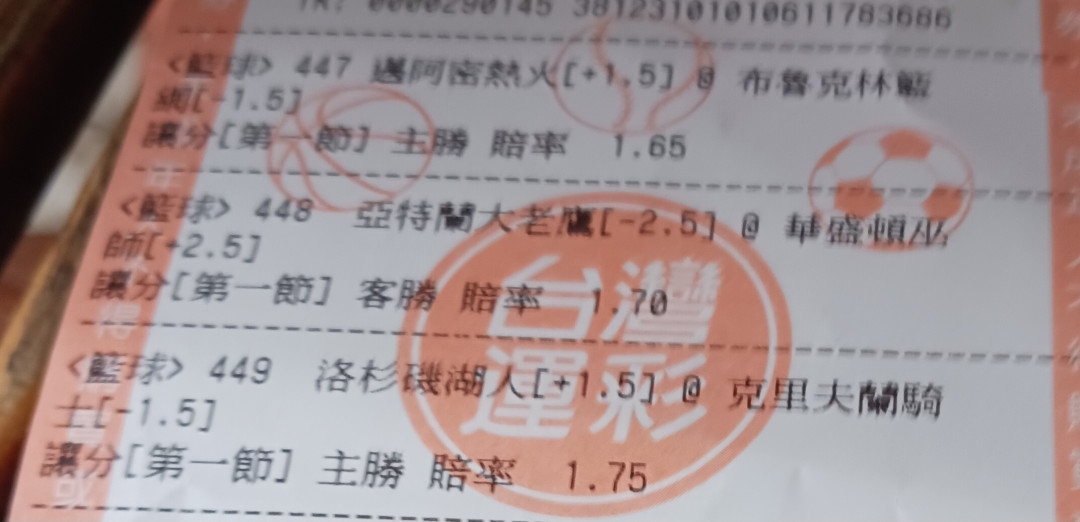 TR: 0000290145 38123101010611783686
<籃球> 447 邁阿密熱火[+1.5] @ 布魯克林籃
網[-1.5]
讓分[第一節] 主勝 賠率 1.65
<籃球> 448 亞特蘭大老鷹[-2.5] @ 華盛頓巫
師[+2.5]
讓分[第一節] 客勝 賠率 1.70
台灣
運彩
<籃球> 449 洛杉磯湖人[+1.5] @ 克里夫蘭騎
士[-1.5]
讓分[第一節] 主勝 賠率 1.75